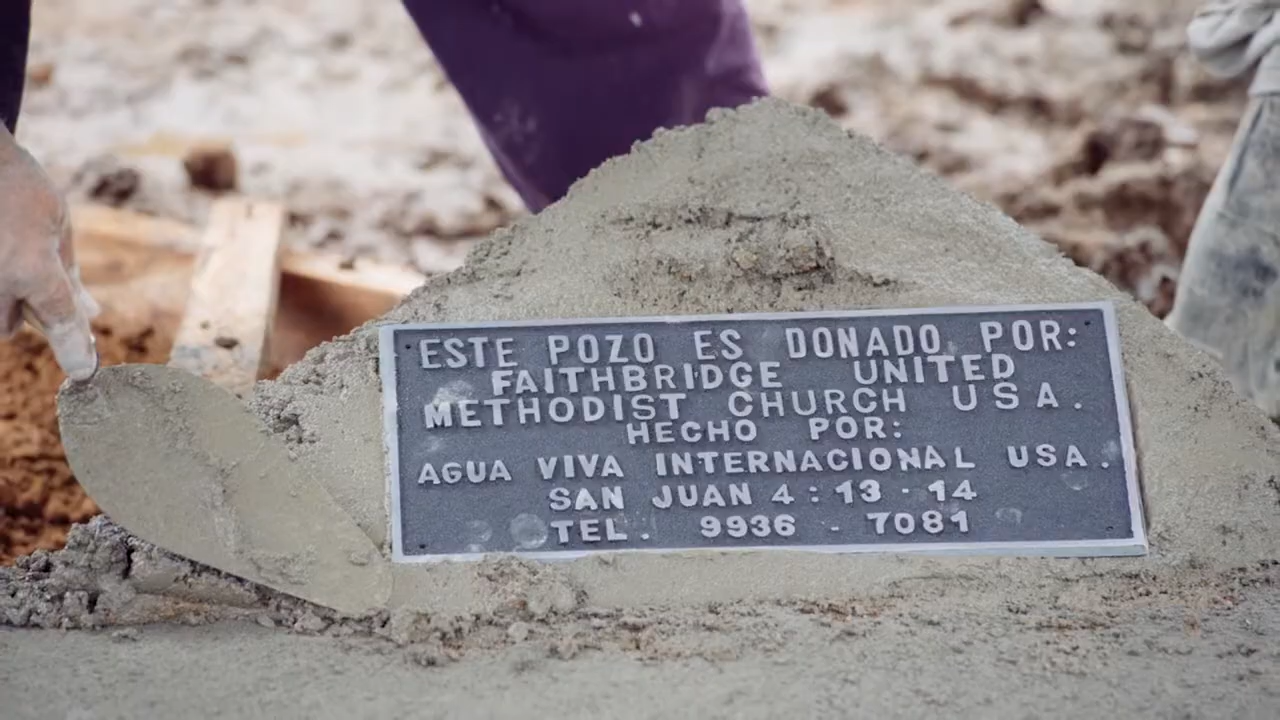 ESTE POZO ES DONADO POR:
FAITHBRIDGE UNITED
METHODIST CHURCH USA.
HECHO POR:
AGUA VIVA INTERNACIONAL USA.
SAN JUAN 4:13-14
TEL. 9936-7081